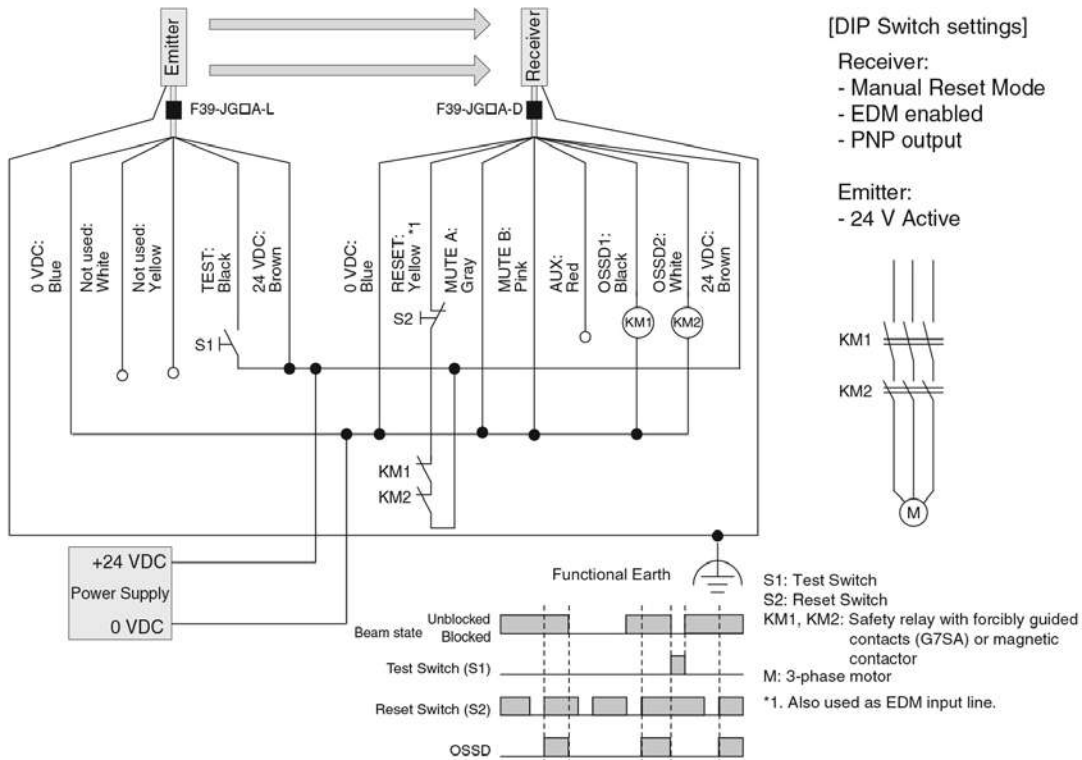 Emitter
Receiver
F39-JG□A-L
F39-JG□A-D
0 VDC:
Blue
Not used:
White
Not used:
Yellow
TEST:
Black
24 VDC:
Brown
0 VDC:
Blue
RESET:
Yellow *1
MUTE A:
Gray
MUTE B:
Pink
AUX:
Red
OSSD1:
Black
OSSD2:
White
24 VDC:
Brown
S1
S2
KM1
KM2
KM1
KM2
+24 VDC
Power Supply
0 VDC
[DIP Switch settings]
Receiver:
- Manual Reset Mode
- EDM enabled
- PNP output
Emitter:
- 24 V Active
KM1
KM2
M
Functional Earth
Beam state
Unblocked
Blocked
Test Switch (S1)
Reset Switch (S2)
OSSD
S1: Test Switch
S2: Reset Switch
KM1, KM2: Safety relay with forcibly guided
contacts (G7SA) or magnetic
contactor
M: 3-phase motor
*1. Also used as EDM input line.